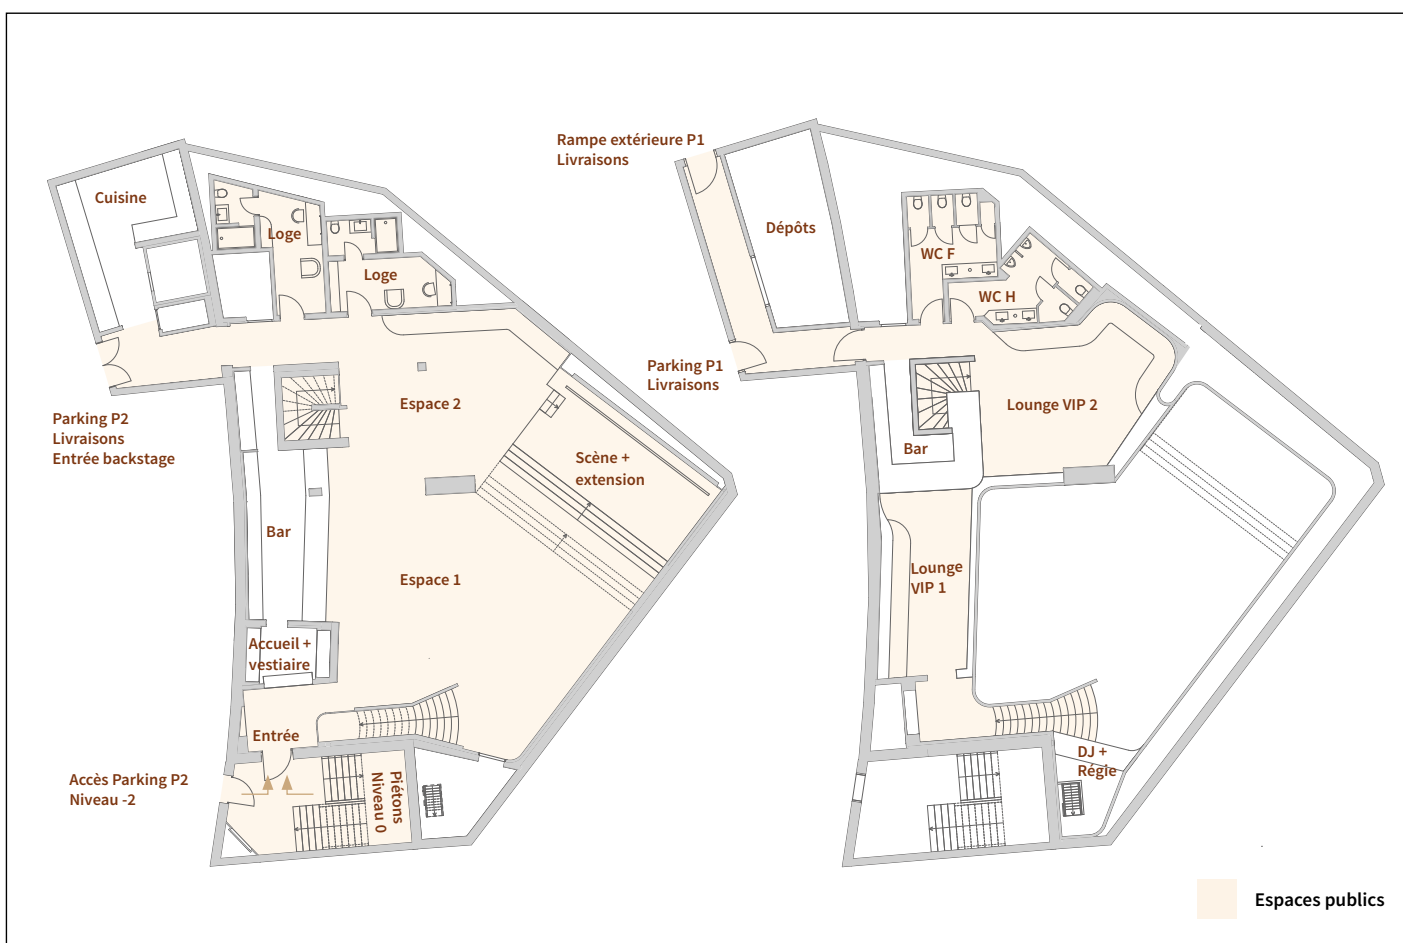 Cuisine
Loge
Loge
Parking P2
Livraisons
Entrée backstage
Espace 2
Scène +
extension
Bar
Espace 1
Accueil +
vestiaire
Entrée
Accès Parking P2
Niveau -2
Piétons
Niveau 0
Rampe extérieure P1
Livraisons
Dépôts
WC F
WC H
Parking P1
Livraisons
Lounge VIP 2
Bar
Lounge
VIP 1
DJ +
Régie
Espaces publics